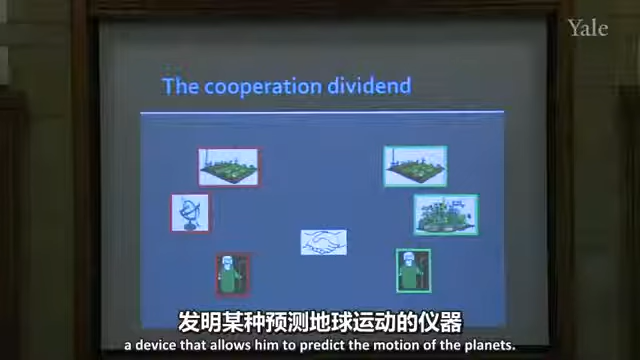 Yale
The cooperation dividend
发明某种预测地球运动的仪器
a device that allows him to predict the motion of the planets.